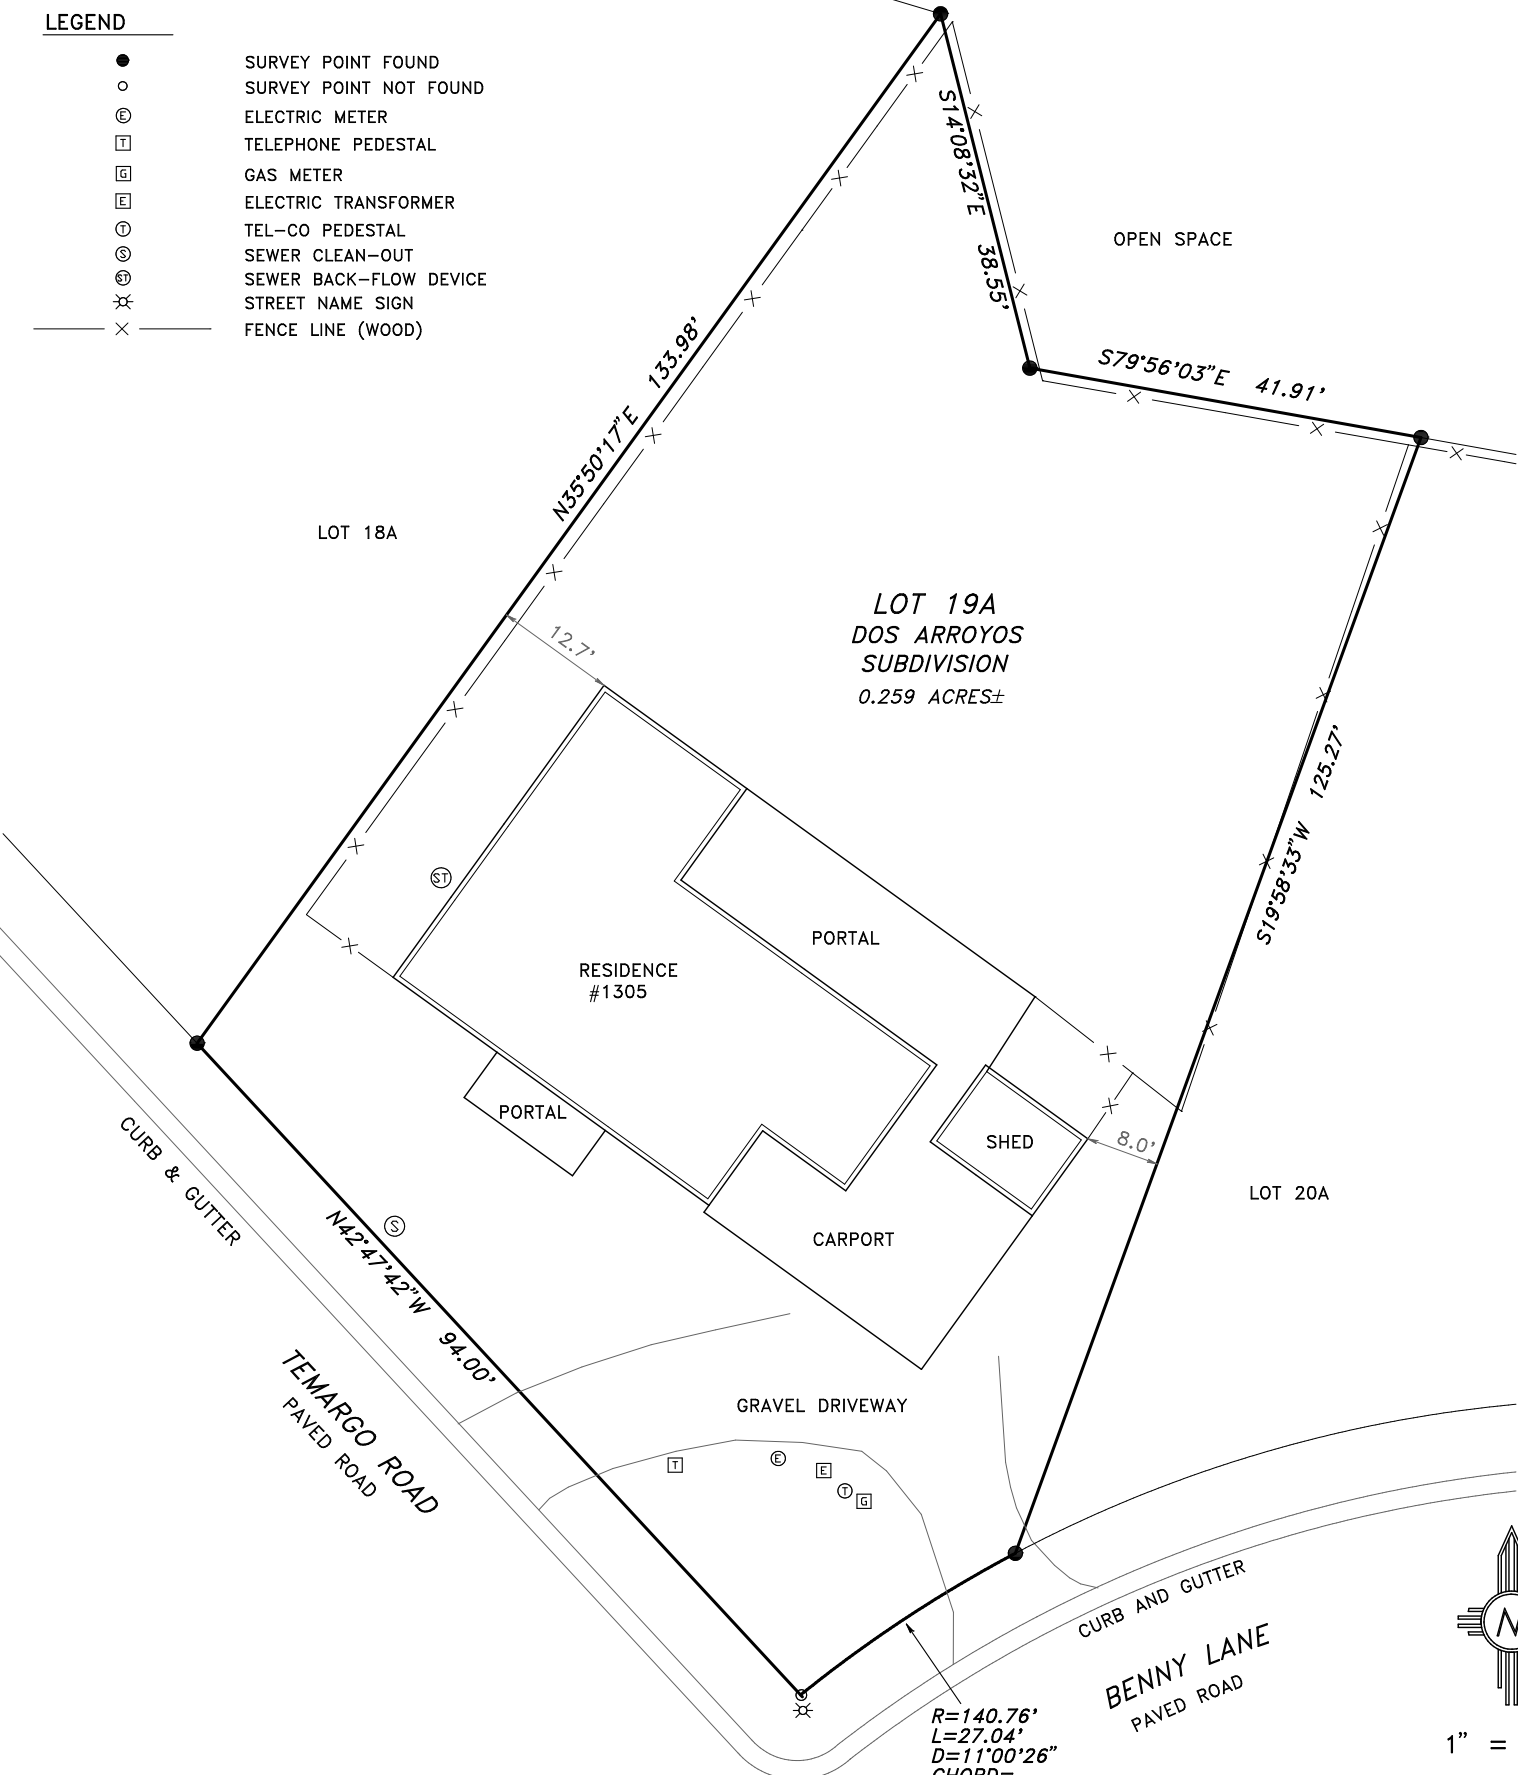 LEGEND
SURVEY POINT FOUND
SURVEY POINT NOT FOUND
E ELECTRIC METER
T TELEPHONE PEDESTAL
G GAS METER
E ELECTRIC TRANSFORMER
T TEL-CO PEDESTAL
S SEWER CLEAN-OUT
ST SEWER BACK-FLOW DEVICE
STREET NAME SIGN
X FENCE LINE (WOOD)
S14°08'32"E 38.55'
OPEN SPACE
N35°50'17"E 133.98'
S79°56'03"E 41.91'
LOT 18A
LOT 19A
DOS ARROYOS
SUBDIVISION
0.259 ACRES±
12.7'
S19°58'33"W 125.27'
ST
PORTAL
RESIDENCE
#1305
PORTAL
SHED
8.0'
LOT 20A
CURB & GUTTER
S
CARPORT
N42°47'42"W 94.00'
TEMARGO ROAD
PAVED ROAD
GRAVEL DRIVEWAY
T
E
E
T
G
CURB AND GUTTER
BENNY LANE
PAVED ROAD
N
R=140.76'
L=27.04'
D=11°00'26"
CHORD=
1" =